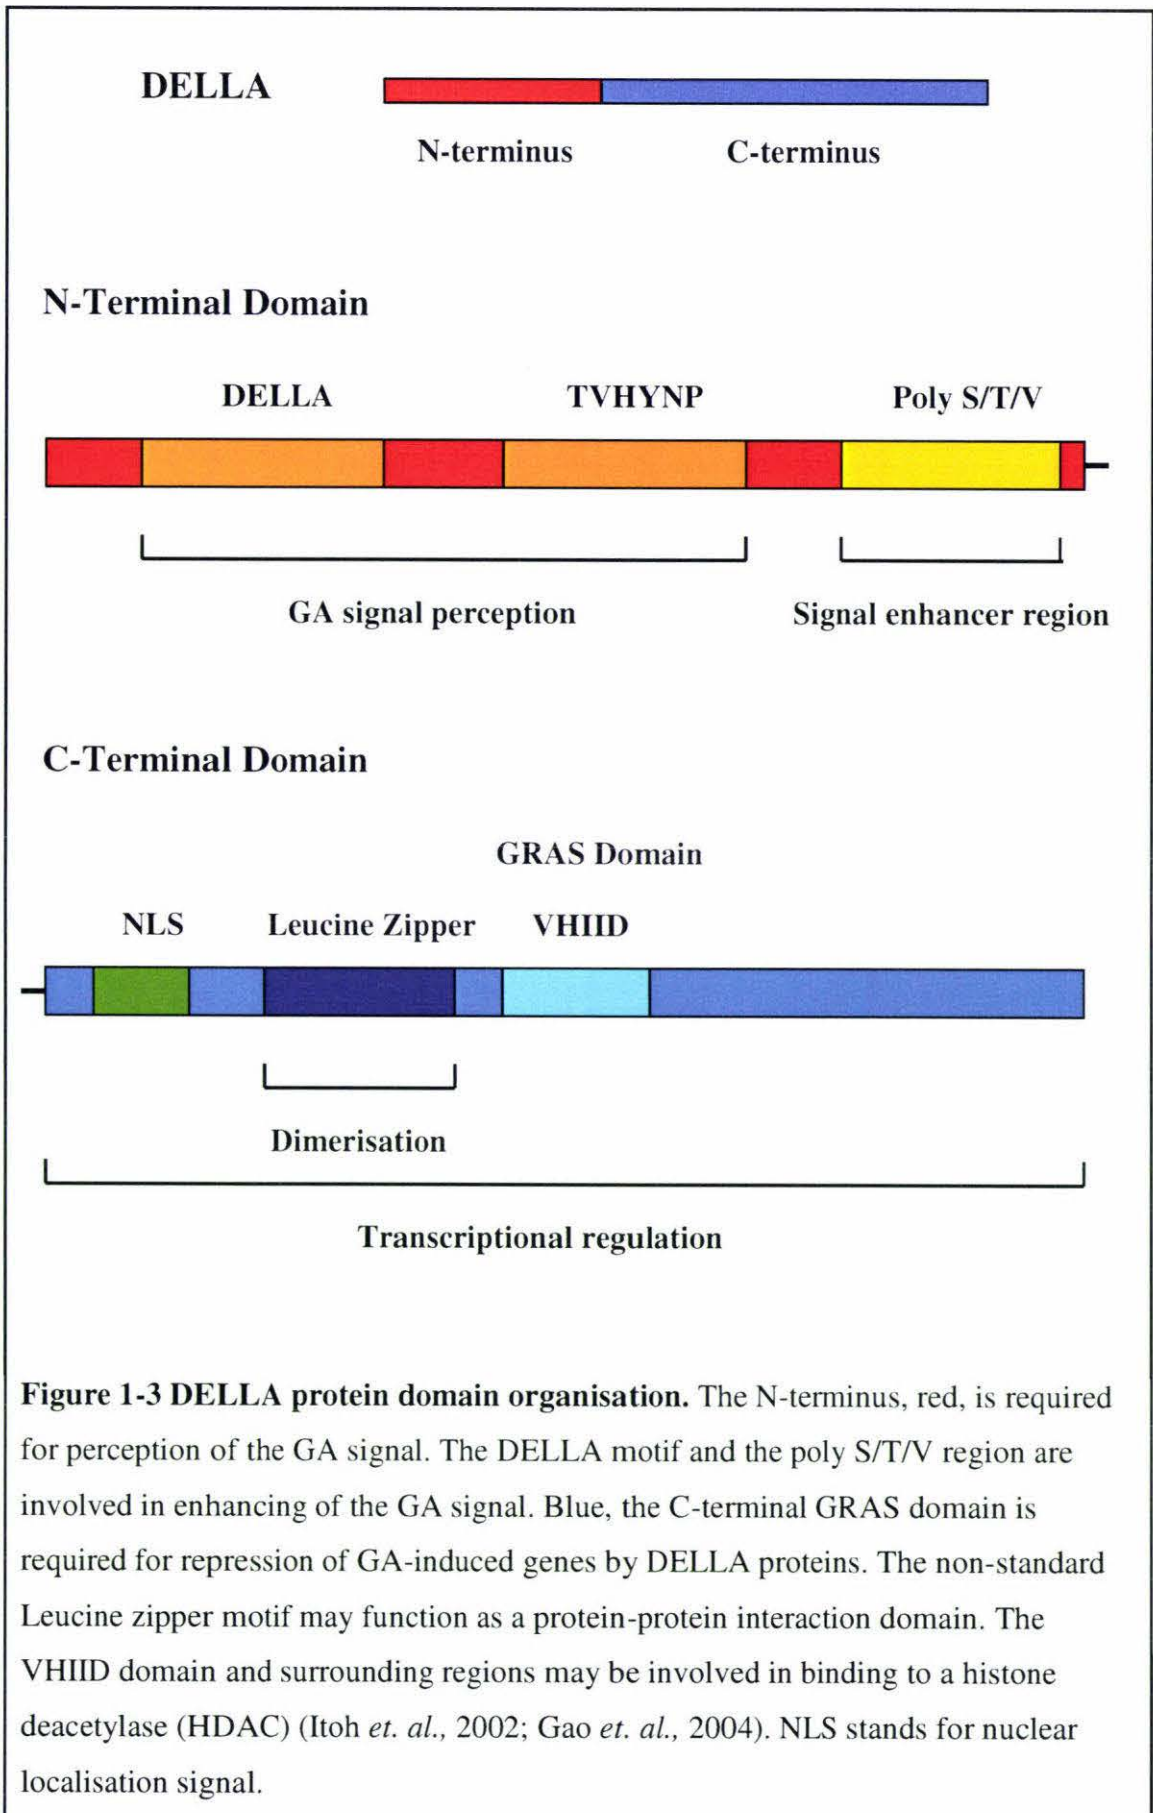 DELLA
N-terminus C-terminus
N-Terminal Domain
DELLA TVHYNP Poly S/T/V
GA signal perception Signal enhancer region
C-Terminal Domain
GRAS Domain
NLS Leucine Zipper VHIID
Dimerisation
Transcriptional regulation
Figure 1-3 DELLA protein domain organisation. The N-terminus, red, is required
for perception of the GA signal. The DELLA motif and the poly S/T/V region are
involved in enhancing of the GA signal. Blue, the C-terminal GRAS domain is
required for repression of GA-induced genes by DELLA proteins. The non-standard
Leucine zipper motif may function as a protein-protein interaction domain. The
VHIID domain and surrounding regions may be involved in binding to a histone
deacetylase (HDAC) (Itoh et. al., 2002; Gao et. al., 2004). NLS stands for nuclear
localisation signal.